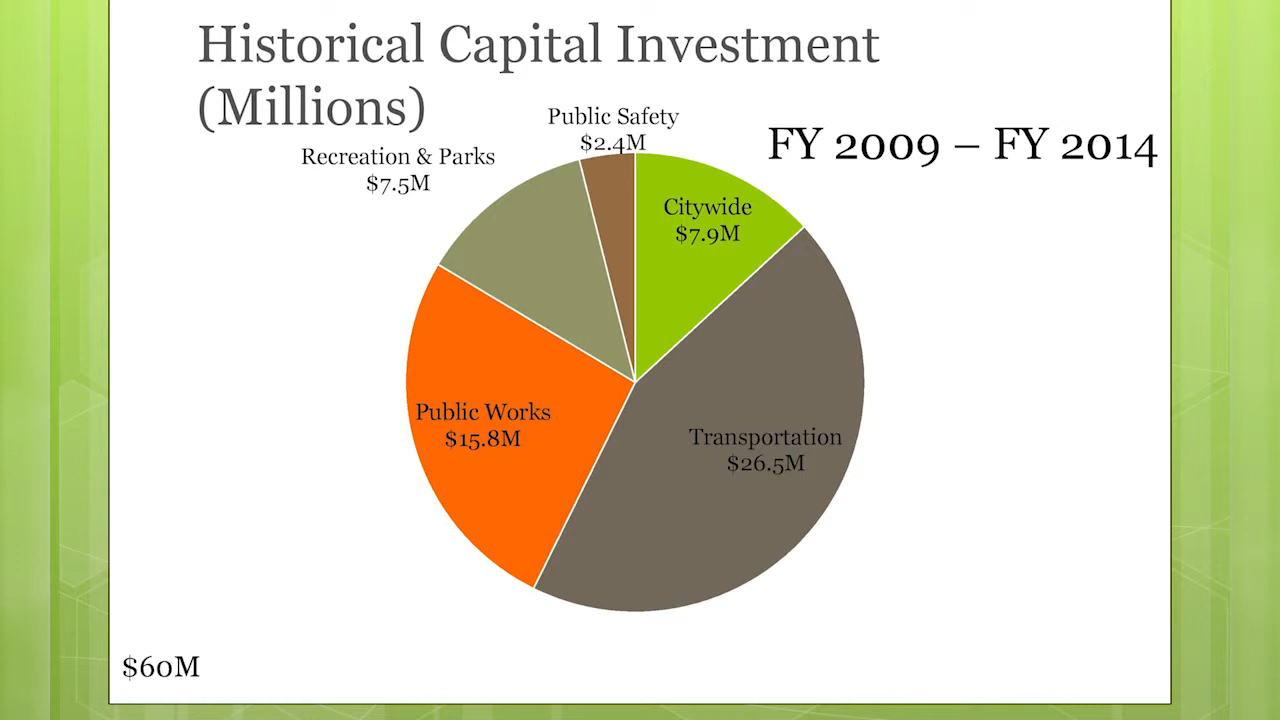 Historical Capital Investment
(Millions)
FY 2009 – FY 2014
Public Safety
$2.4M
Recreation & Parks
$7.5M
Citywide
$7.9M
Public Works
$15.8M
Transportation
$26.5M
$60M